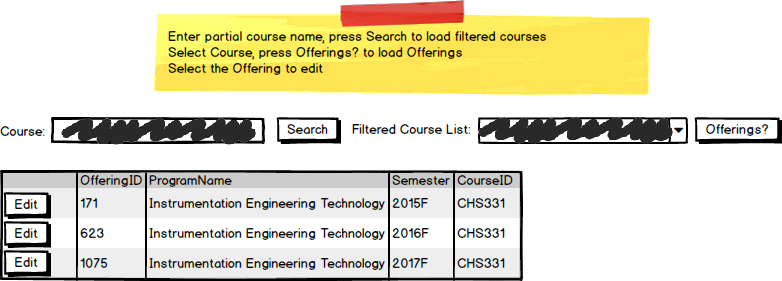 Enter partial course name, press Search to load filtered courses
Select Course, press Offerings? to load Offerings
Select the Offering to edit
Course: Search Filtered Course List: Offerings?
OfferingID ProgramName Semester CourseID
Edit 171 Instrumentation Engineering Technology 2015F CHS331
Edit 623 Instrumentation Engineering Technology 2016F CHS331
Edit 1075 Instrumentation Engineering Technology 2017F CHS331